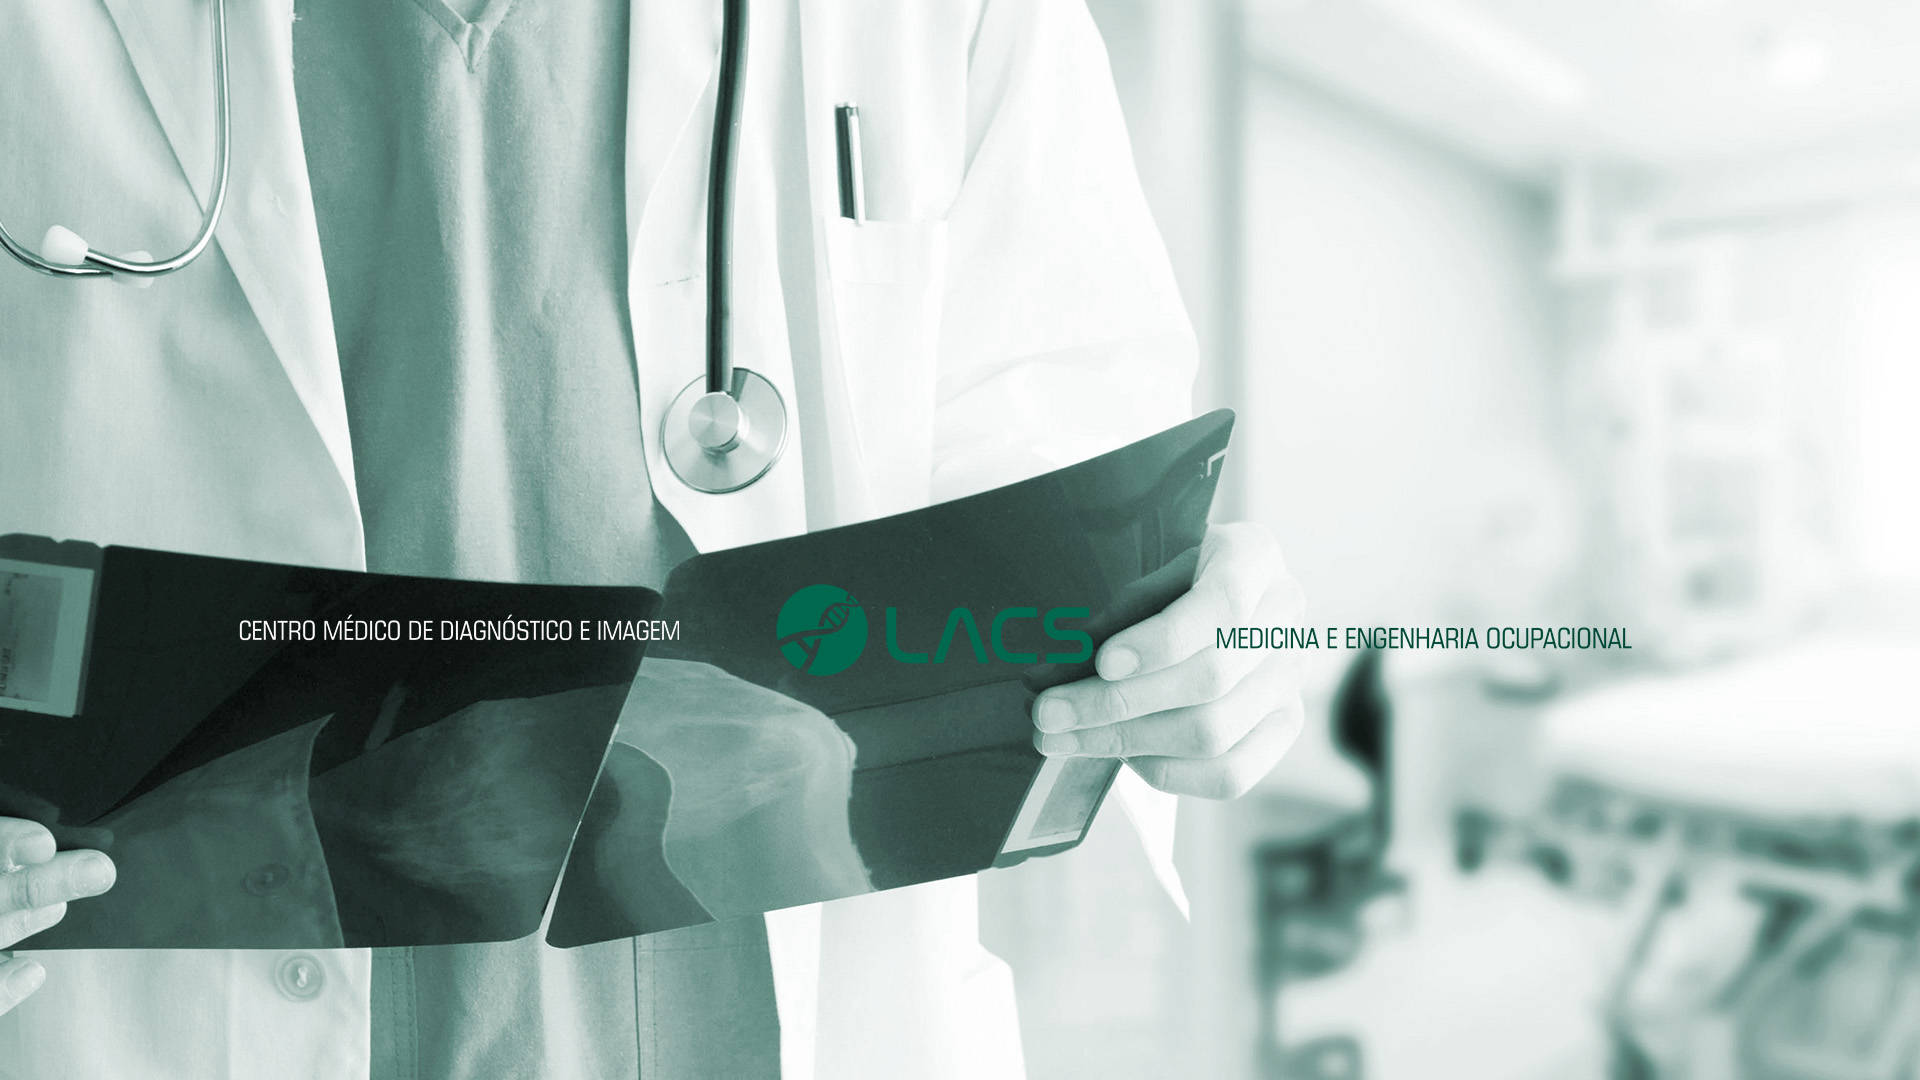 CENTRO MÉDICO DE DIAGNÓSTICO E IMAGEM
LACS
MEDICINA E ENGENHARIA OCUPACIONAL